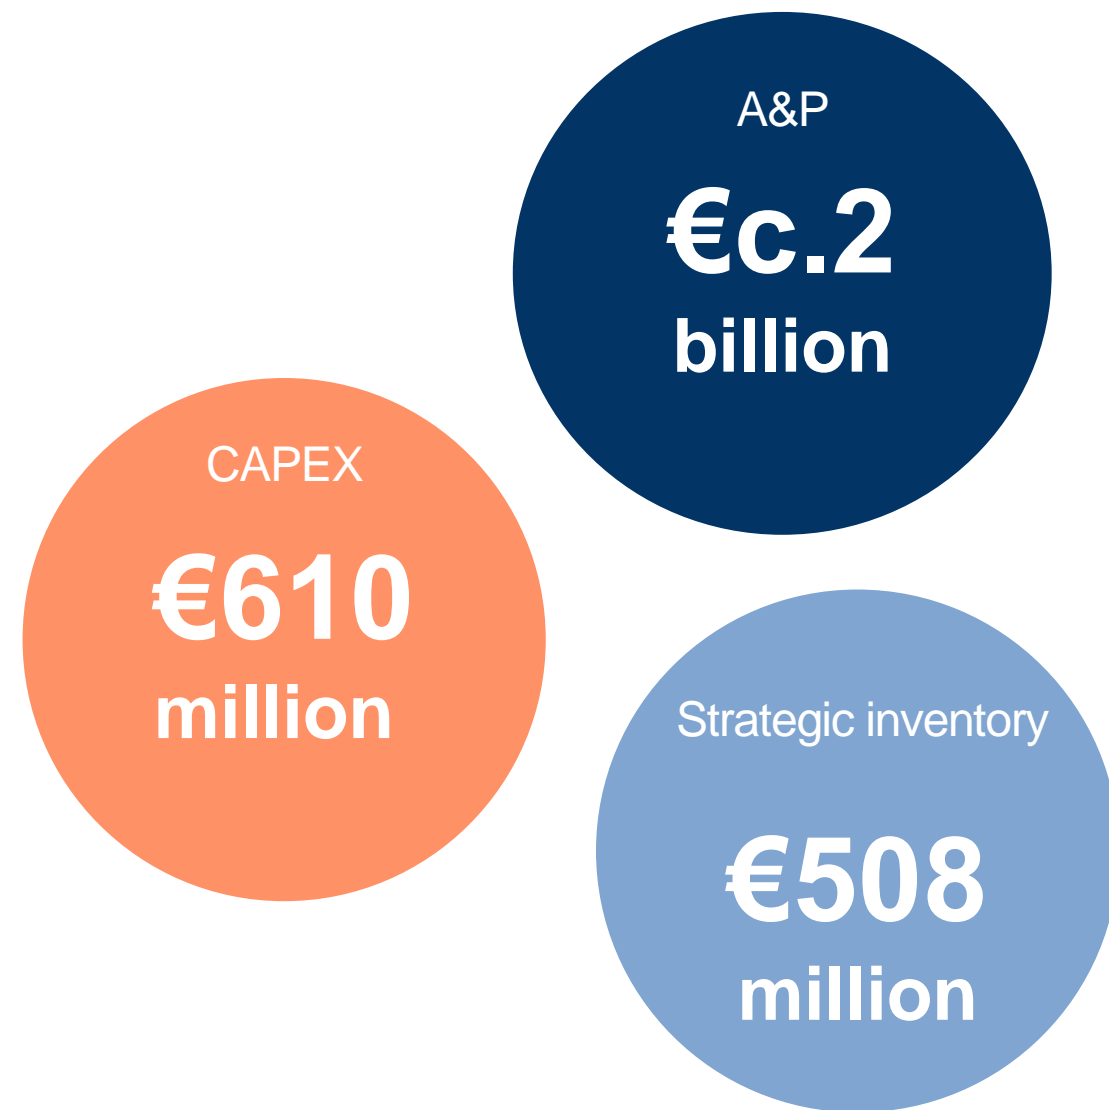 A&P
€c.2
billion
CAPEX
€610
million
Strategic inventory
€508
million